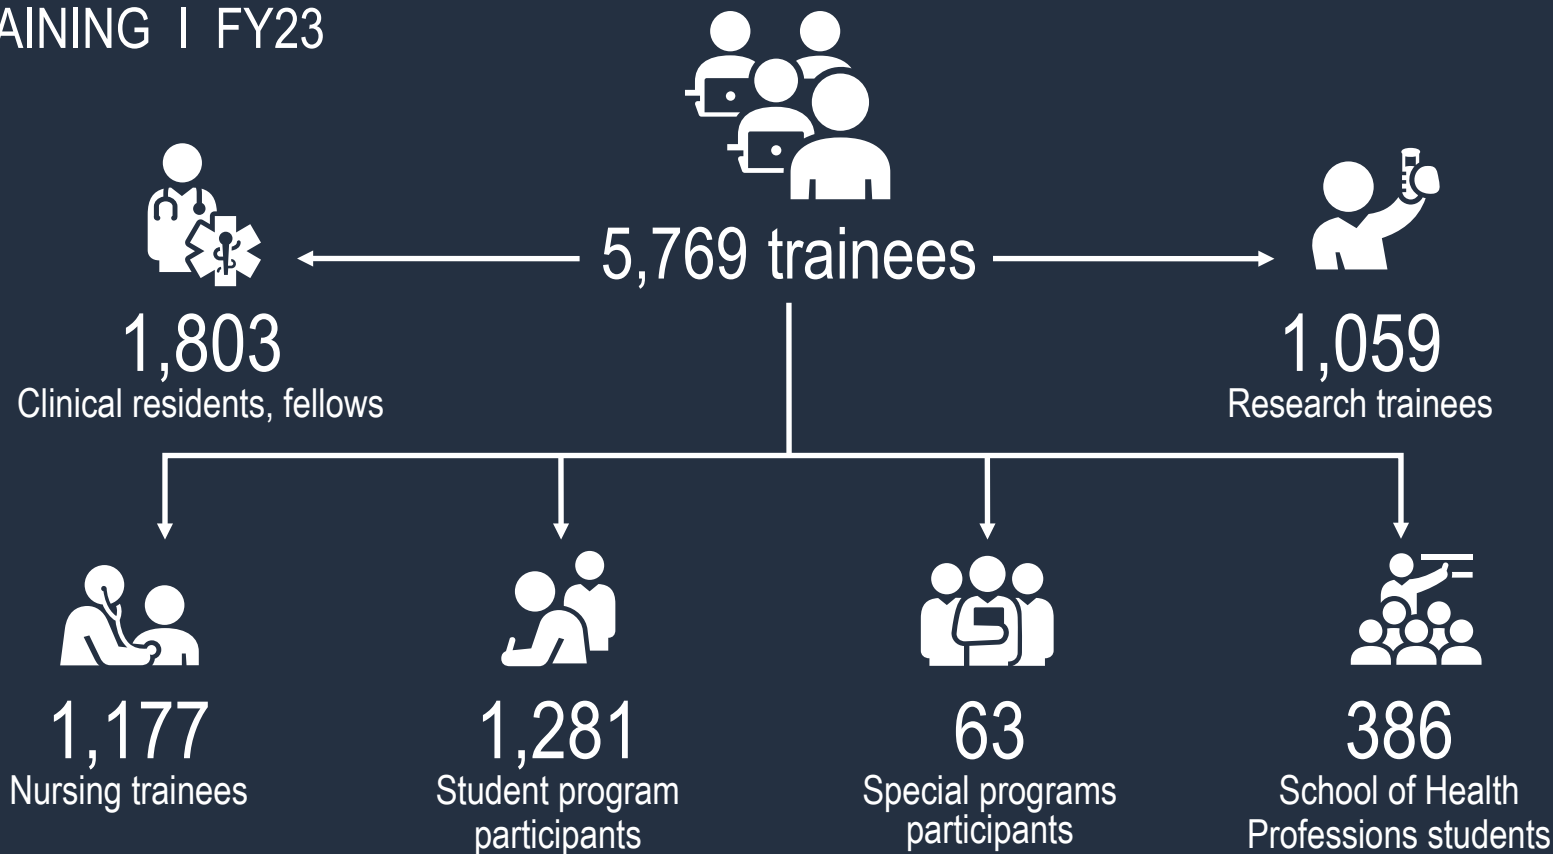 AINING I FY23
5,769 trainees
1,803
Clinical residents, fellows
1,059
Research trainees
1,177
Nursing trainees
1,281
Student program
participants
63
Special programs
participants
386
School of Health
Professions students